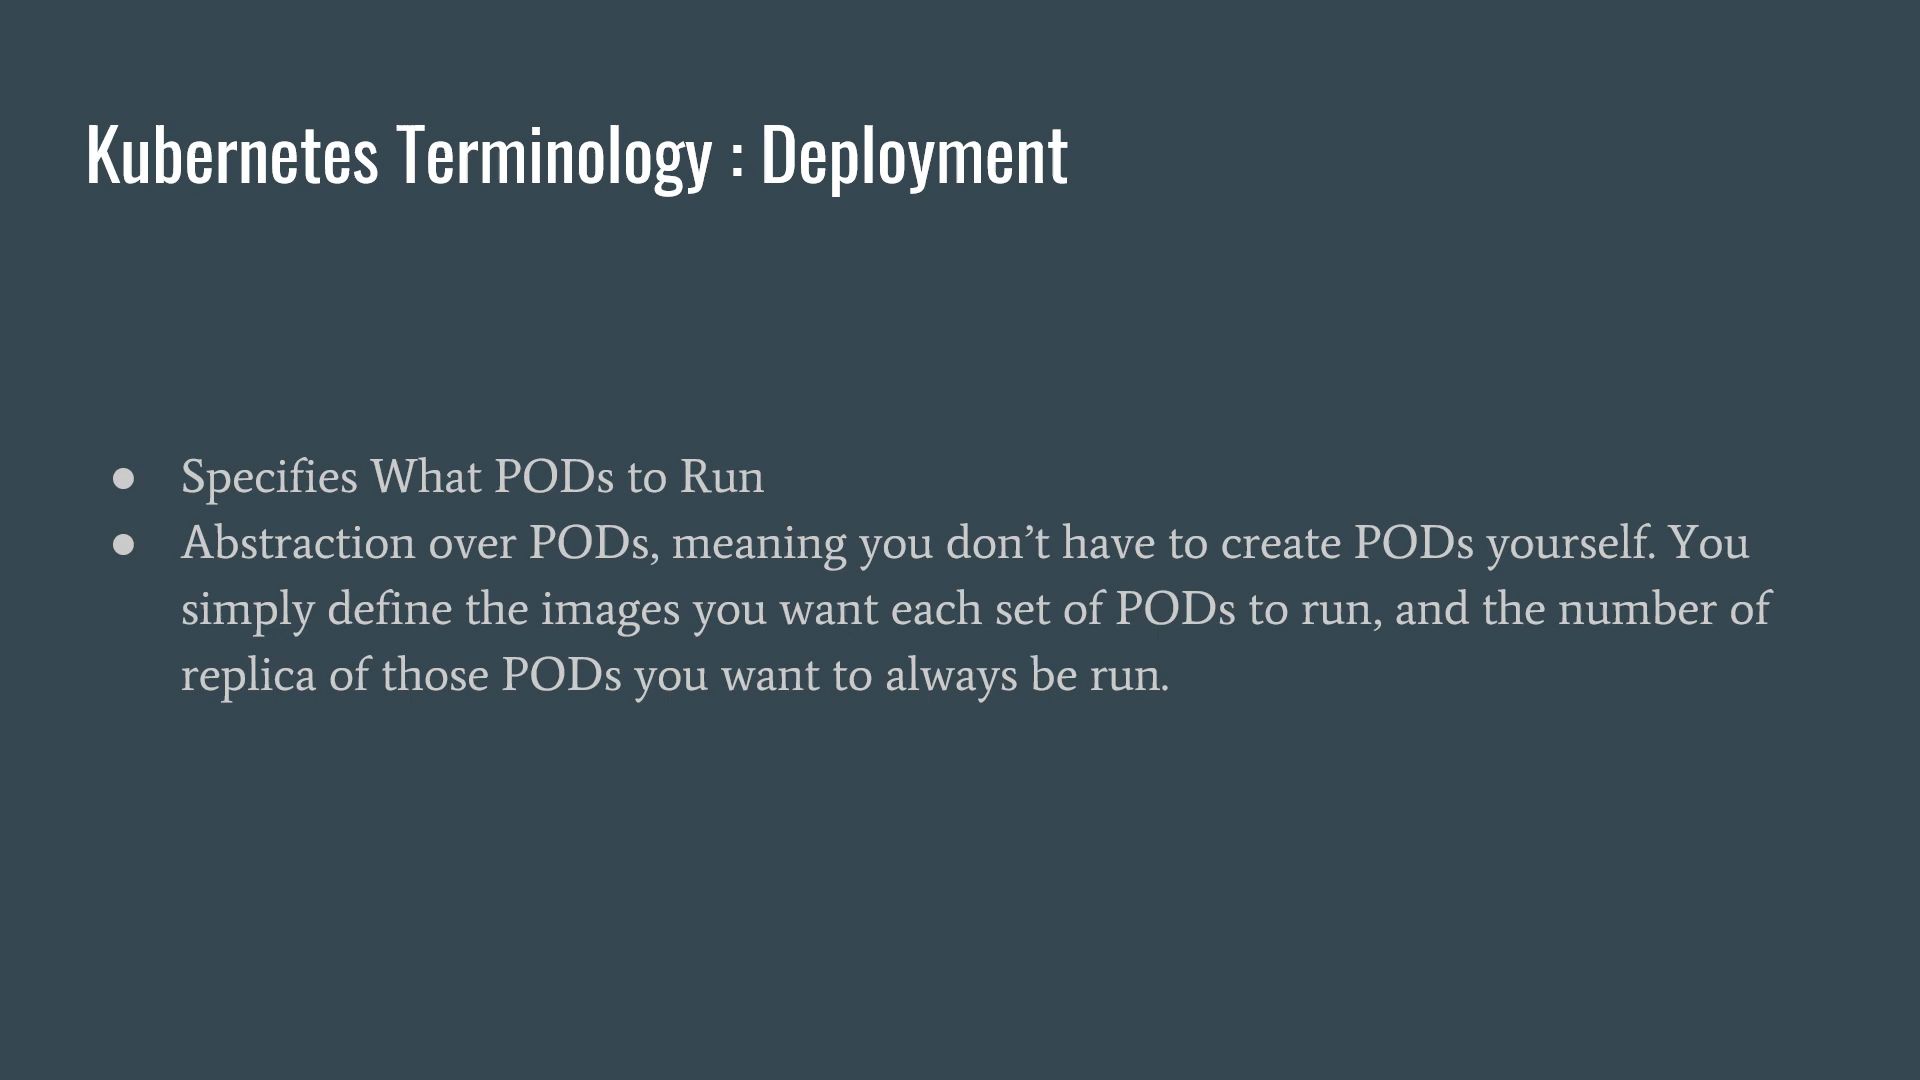 Kubernetes Terminology : Deployment
● Specifies What PODs to Run
● Abstraction over PODs, meaning you don’t have to create PODs yourself. You
simply define the images you want each set of PODs to run, and the number of
replica of those PODs you want to always be run.